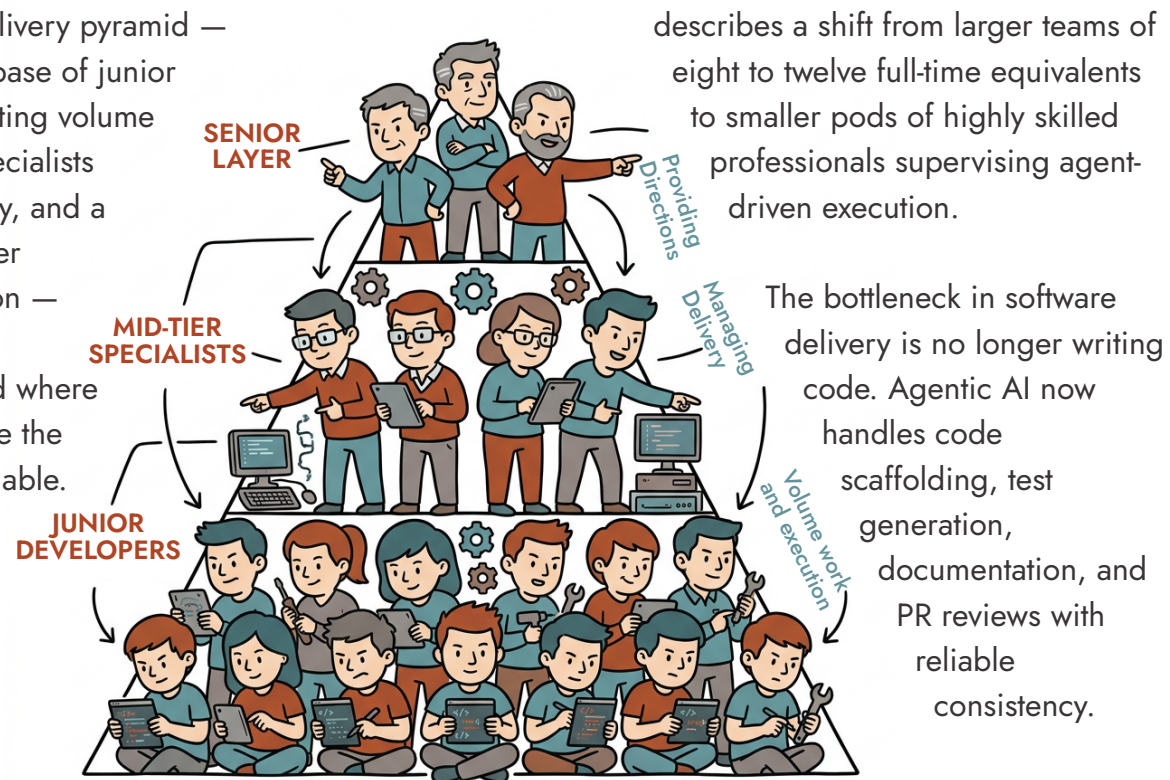 livery pyramid —
base of junior
ting volume
ecialists
y, and a
er
on —
d where
e the
able.
SENIOR
LAYER
MID-TIER
SPECIALISTS
JUNIOR
DEVELOPERS
Providing
Directions
Managing
Delivery
Volume work
and execution
describes a shift from larger teams of
eight to twelve full-time equivalents
to smaller pods of highly skilled
professionals supervising agent-
driven execution.
The bottleneck in software
delivery is no longer writing
code. Agentic AI now
handles code
scaffolding, test
generation,
documentation, and
PR reviews with
reliable
consistency.